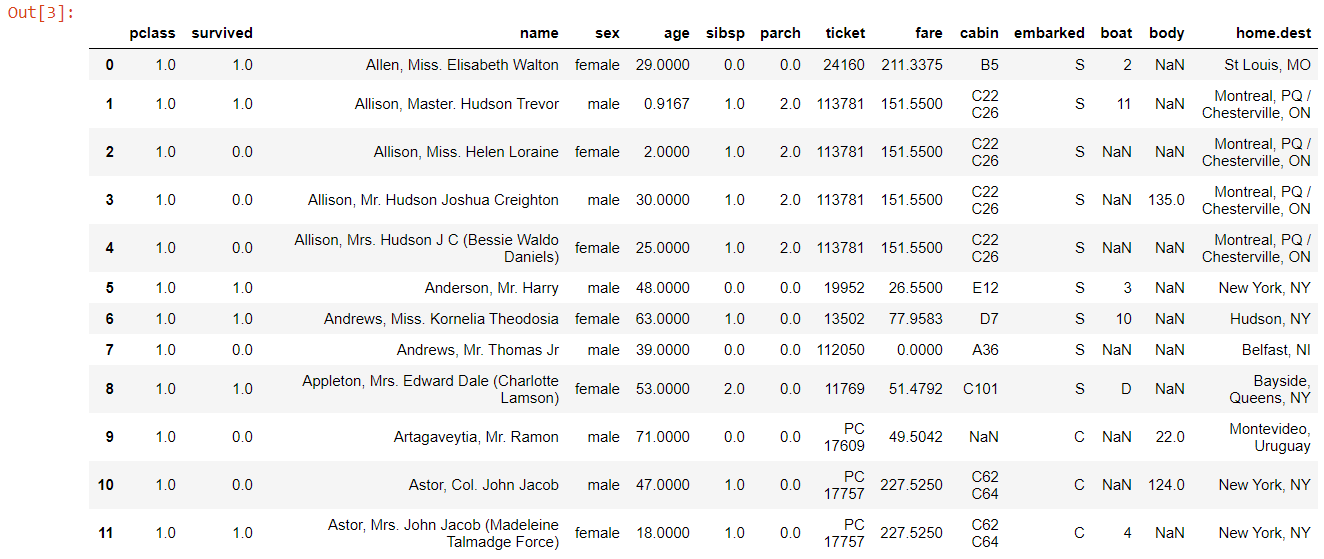 Out[3]:
pclass survived name sex age sibsp parch ticket fare cabin embarked boat body home.dest
0 1.0 1.0 Allen, Miss. Elisabeth Walton female 29.0000 0.0 0.0 24160 211.3375 B5 S 2 NaN St Louis, MO
1 1.0 1.0 Allison, Master. Hudson Trevor male 0.9167 1.0 2.0 113781 151.5500 C22 C26 S 11 NaN Montreal, PQ / Chesterville, ON
2 1.0 0.0 Allison, Miss. Helen Loraine female 2.0000 1.0 2.0 113781 151.5500 C22 C26 S NaN NaN Montreal, PQ / Chesterville, ON
3 1.0 0.0 Allison, Mr. Hudson Joshua Creighton male 30.0000 1.0 2.0 113781 151.5500 C22 C26 S NaN 135.0 Montreal, PQ / Chesterville, ON
4 1.0 0.0 Allison, Mrs. Hudson J C (Bessie Waldo Daniels) female 25.0000 1.0 2.0 113781 151.5500 C22 C26 S NaN NaN Montreal, PQ / Chesterville, ON
5 1.0 1.0 Anderson, Mr. Harry male 48.0000 0.0 0.0 19952 26.5500 E12 S 3 NaN New York, NY
6 1.0 1.0 Andrews, Miss. Kornelia Theodosia female 63.0000 1.0 0.0 13502 77.9583 D7 S 10 NaN Hudson, NY
7 1.0 0.0 Andrews, Mr. Thomas Jr male 39.0000 0.0 0.0 112050 0.0000 A36 S NaN NaN Belfast, NI
8 1.0 1.0 Appleton, Mrs. Edward Dale (Charlotte Lamson) female 53.0000 2.0 0.0 11769 51.4792 C101 S D NaN Bayside, Queens, NY
9 1.0 0.0 Artagaveytia, Mr. Ramon male 71.0000 0.0 0.0 PC 17609 49.5042 NaN C NaN 22.0 Montevideo, Uruguay
10 1.0 0.0 Astor, Col. John Jacob male 47.0000 1.0 0.0 PC 17757 227.5250 C62 C64 C NaN 124.0 New York, NY
11 1.0 1.0 Astor, Mrs. John Jacob (Madeleine Talmadge Force) female 18.0000 1.0 0.0 PC 17757 227.5250 C62 C64 C 4 NaN New York, NY